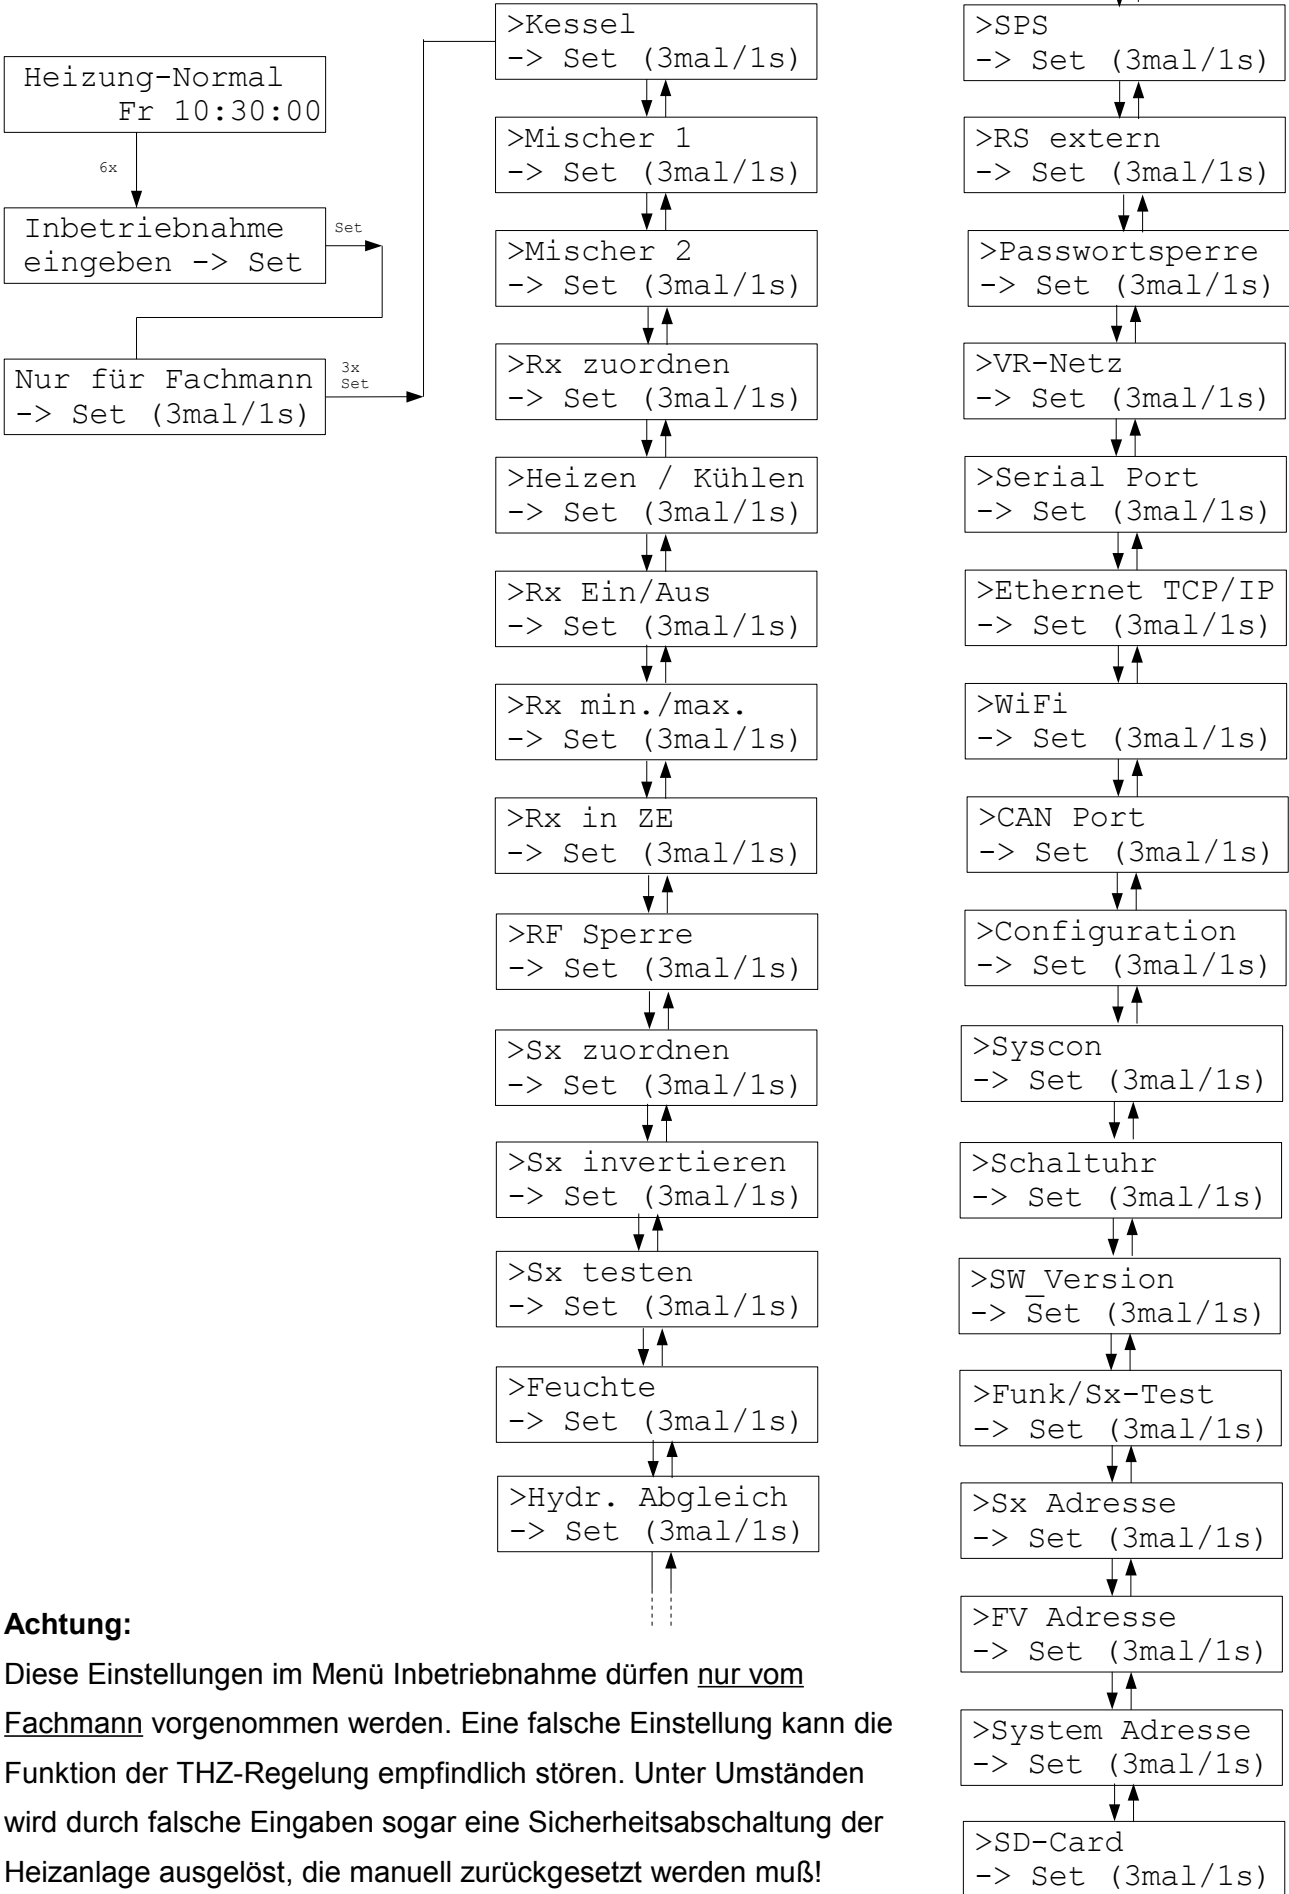 Heizung-Normal
Fr 10:30:00
6x
Inbetriebnahme
eingeben -> Set
Set
Nur für Fachmann
-> Set (3mal/1s)
3x
Set
>Kessel
-> Set (3mal/1s)
>Mischer 1
-> Set (3mal/1s)
>Mischer 2
-> Set (3mal/1s)
>Rx zuordnen
-> Set (3mal/1s)
>Heizen / Kühlen
-> Set (3mal/1s)
>Rx Ein/Aus
-> Set (3mal/1s)
>Rx min./max.
-> Set (3mal/1s)
>Rx in ZE
-> Set (3mal/1s)
>RF Sperre
-> Set (3mal/1s)
>Sx zuordnen
-> Set (3mal/1s)
>Sx invertieren
-> Set (3mal/1s)
>Sx testen
-> Set (3mal/1s)
>Feuchte
-> Set (3mal/1s)
>Hydr. Abgleich
-> Set (3mal/1s)
>SPS
-> Set (3mal/1s)
>RS extern
-> Set (3mal/1s)
>Passwortsperre
-> Set (3mal/1s)
>VR-Netz
-> Set (3mal/1s)
>Serial Port
-> Set (3mal/1s)
>Ethernet TCP/IP
-> Set (3mal/1s)
>WiFi
-> Set (3mal/1s)
>CAN Port
-> Set (3mal/1s)
>Configuration
-> Set (3mal/1s)
>Syscon
-> Set (3mal/1s)
>Schaltuhr
-> Set (3mal/1s)
>SW_Version
-> Set (3mal/1s)
>Funk/Sx-Test
-> Set (3mal/1s)
>Sx Adresse
-> Set (3mal/1s)
>FV Adresse
-> Set (3mal/1s)
>System Adresse
-> Set (3mal/1s)
>SD-Card
-> Set (3mal/1s)
Achtung:
Diese Einstellungen im Menü Inbetriebnahme dürfen nur vom
Fachmann vorgenommen werden. Eine falsche Einstellung kann die
Funktion der THZ-Regelung empfindlich stören. Unter Umständen
wird durch falsche Eingaben sogar eine Sicherheitsabschaltung der
Heizanlage ausgelöst, die manuell zurückgesetzt werden muß!